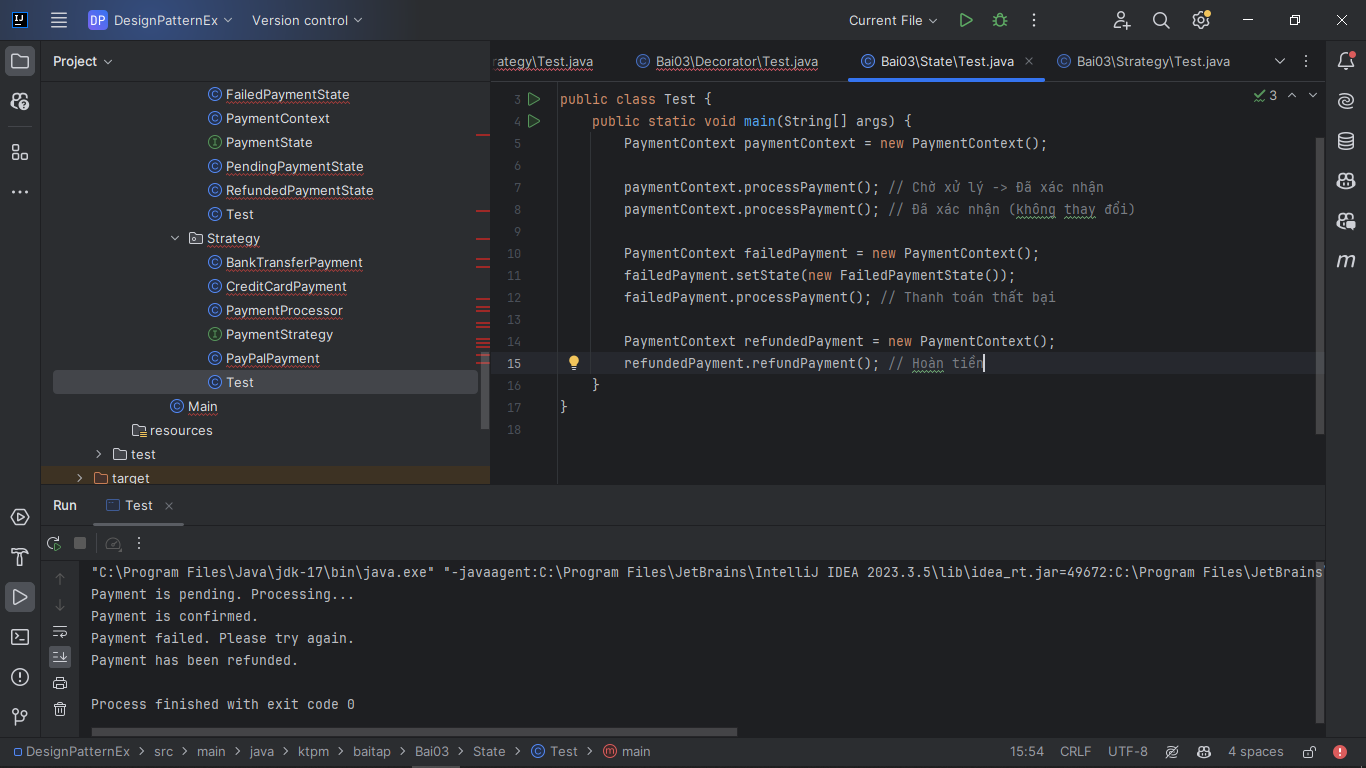 DP DesignPatternEx Version control Current File
Project
rategy\Test.java Bai03\Decorator\Test.java Bai03\State\Test.java Bai03\Strategy\Test.java
FailedPaymentState
PaymentContext
PaymentState
PendingPaymentState
RefundedPaymentState
Test
Strategy
BankTransferPayment
CreditCardPayment
PaymentProcessor
PaymentStrategy
PayPalPayment
Test
Main
resources
test
target
3
3 public class Test {
4 public static void main(String[] args) {
5 PaymentContext paymentContext = new PaymentContext();
6
7 paymentContext.processPayment(); // Chờ xử lý -> Đã xác nhận
8 paymentContext.processPayment(); // Đã xác nhận (không thay đổi)
9
10 PaymentContext failedPayment = new PaymentContext();
11 failedPayment.setState(new FailedPaymentState());
12 failedPayment.processPayment(); // Thanh toán thất bại
13
14 PaymentContext refundedPayment = new PaymentContext();
15 refundedPayment.refundPayment(); // Hoàn tiền
16 }
17 }
18
Run Test
"C:\Program Files\Java\jdk-17\bin\java.exe" "-javaagent:C:\Program Files\JetBrains\IntelliJ IDEA 2023.3.5\lib\idea_rt.jar=49672:C:\Program Files\JetBrains
Payment is pending. Processing...
Payment is confirmed.
Payment failed. Please try again.
Payment has been refunded.
Process finished with exit code 0
DesignPatternEx > src > main > java > ktpm > baitap > Bai03 > State > Test > main 15:54 CRLF UTF-8 4 spaces